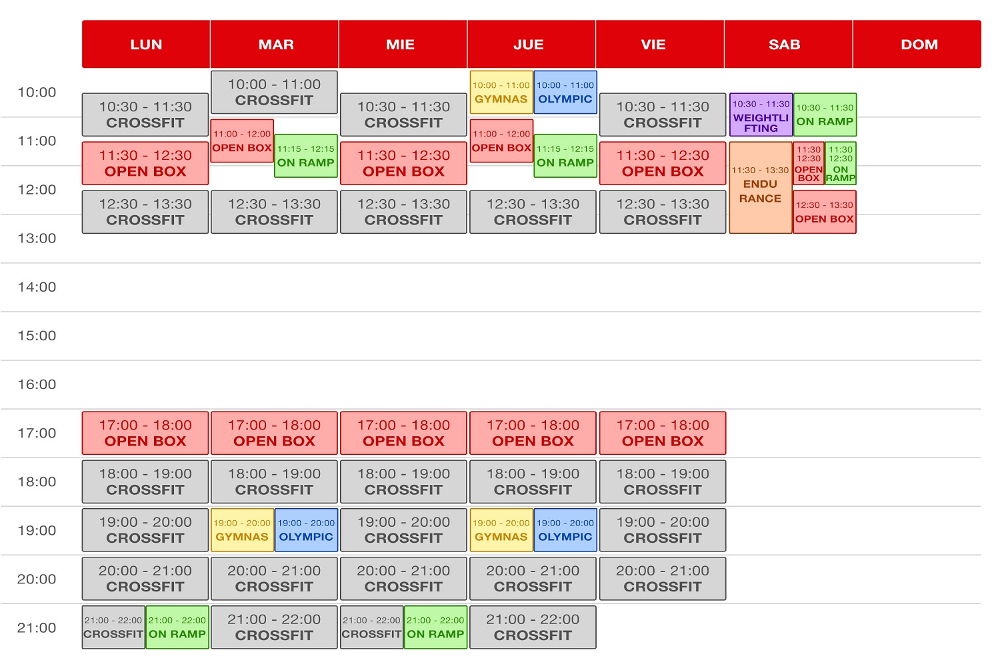 LUN MAR MIE JUE VIE SAB DOM
10:00
10:00 - 11:00
CROSSFIT
10:00 - 11:00
GYMNAS
10:00 - 11:00
OLYMPIC
10:30 - 11:30
CROSSFIT
10:30 - 11:30
CROSSFIT
10:30 - 11:30
CROSSFIT
10:30 - 11:30
WEIGHTLI
FTING
10:30 - 11:30
ON RAMP
11:00
11:00 - 12:00
OPEN BOX
11:15 - 12:15
ON RAMP
11:00 - 12:00
OPEN BOX
11:15 - 12:15
ON RAMP
11:30 - 12:30
OPEN BOX
11:30 - 12:30
OPEN BOX
11:30 - 12:30
OPEN BOX
11:30 - 13:30
ENDU
RANCE
11:30
12:30
OPEN
BOX
11:30
12:30
ON
RAMP
12:00
12:30 - 13:30
CROSSFIT
12:30 - 13:30
CROSSFIT
12:30 - 13:30
CROSSFIT
12:30 - 13:30
CROSSFIT
12:30 - 13:30
CROSSFIT
12:30 - 13:30
OPEN BOX
13:00
14:00
15:00
16:00
17:00
17:00 - 18:00
OPEN BOX
17:00 - 18:00
OPEN BOX
17:00 - 18:00
OPEN BOX
17:00 - 18:00
OPEN BOX
17:00 - 18:00
OPEN BOX
18:00
18:00 - 19:00
CROSSFIT
18:00 - 19:00
CROSSFIT
18:00 - 19:00
CROSSFIT
18:00 - 19:00
CROSSFIT
18:00 - 19:00
CROSSFIT
19:00
19:00 - 20:00
CROSSFIT
19:00 - 20:00
GYMNAS
19:00 - 20:00
OLYMPIC
19:00 - 20:00
CROSSFIT
19:00 - 20:00
GYMNAS
19:00 - 20:00
OLYMPIC
19:00 - 20:00
CROSSFIT
20:00
20:00 - 21:00
CROSSFIT
20:00 - 21:00
CROSSFIT
20:00 - 21:00
CROSSFIT
20:00 - 21:00
CROSSFIT
20:00 - 21:00
CROSSFIT
21:00
21:00 - 22:00
CROSSFIT
21:00 - 22:00
ON RAMP
21:00 - 22:00
CROSSFIT
21:00 - 22:00
CROSSFIT
21:00 - 22:00
ON RAMP
21:00 - 22:00
CROSSFIT